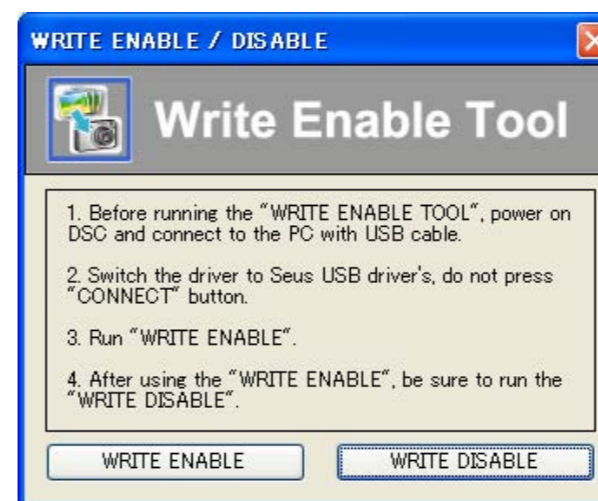 WRITE ENABLE / DISABLE
Write Enable Tool
1. Before running the "WRITE ENABLE TOOL", power on
DSC and connect to the PC with USB cable.
2. Switch the driver to Seus USB driver's, do not press
"CONNECT" button.
3. Run "WRITE ENABLE".
4. After using the "WRITE ENABLE", be sure to run the
"WRITE DISABLE".
WRITE ENABLE
WRITE DISABLE